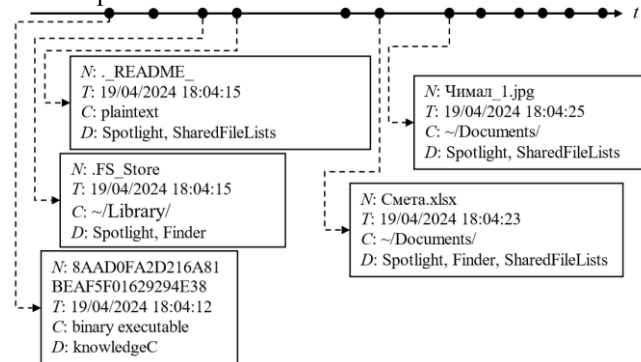 t
N: ._README_
T: 19/04/2024 18:04:15
C: plaintext
D: Spotlight, SharedFileLists
N: Чимал_1.jpg
T: 19/04/2024 18:04:25
C: ~/Documents/
D: Spotlight, SharedFileLists
N: .FS_Store
T: 19/04/2024 18:04:15
C: ~/Library/
D: Spotlight, Finder
N: Смета.xlsx
T: 19/04/2024 18:04:23
C: ~/Documents/
D: Spotlight, Finder, SharedFileLists
N: 8AAD0FA2D216A81
BEAF5F01629294E38
T: 19/04/2024 18:04:12
C: binary executable
D: knowledgeC